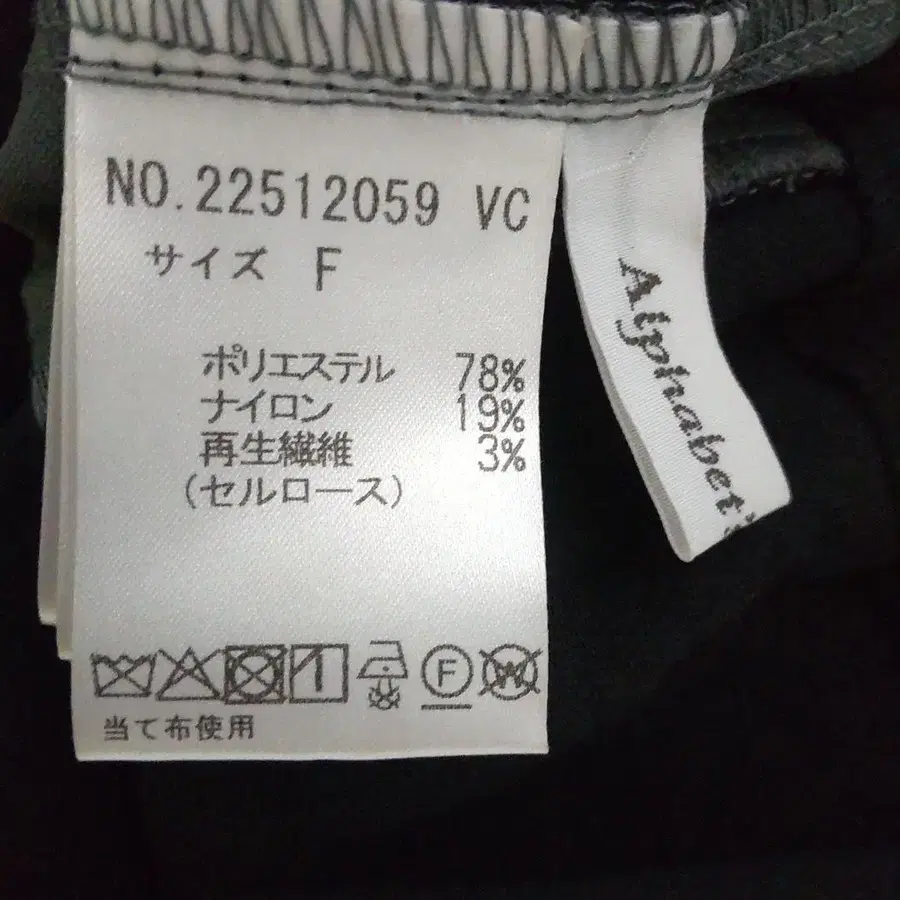 NO.22512059 VC
サイズ F
ポリエステル 78%
ナイロン 19%
再生繊維 3%
(セルロース)
F W
当て布使用
Alphabet's